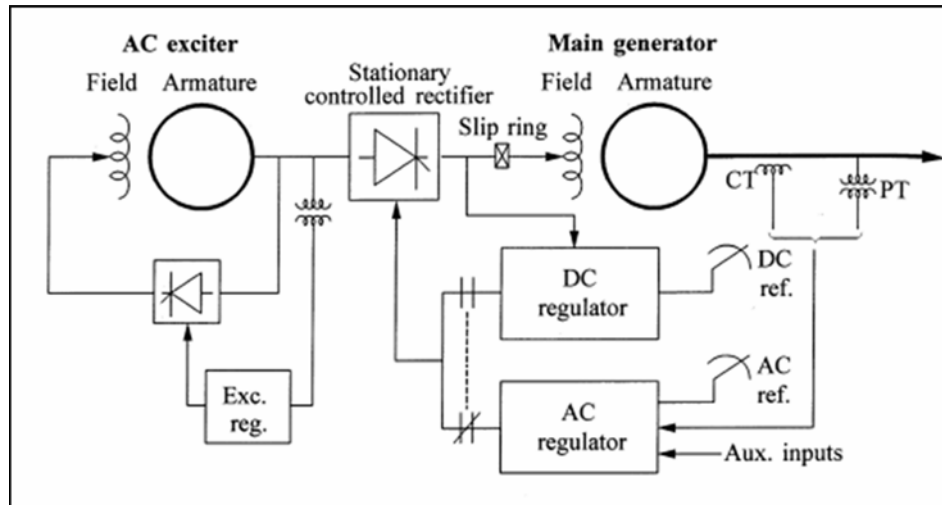 AC exciter
Main generator
Field
Armature
Stationary
controlled rectifier
Slip ring
Field
Armature
CT
PT
DC
regulator
DC
ref.
Exc.
reg.
AC
regulator
AC
ref.
Aux. inputs